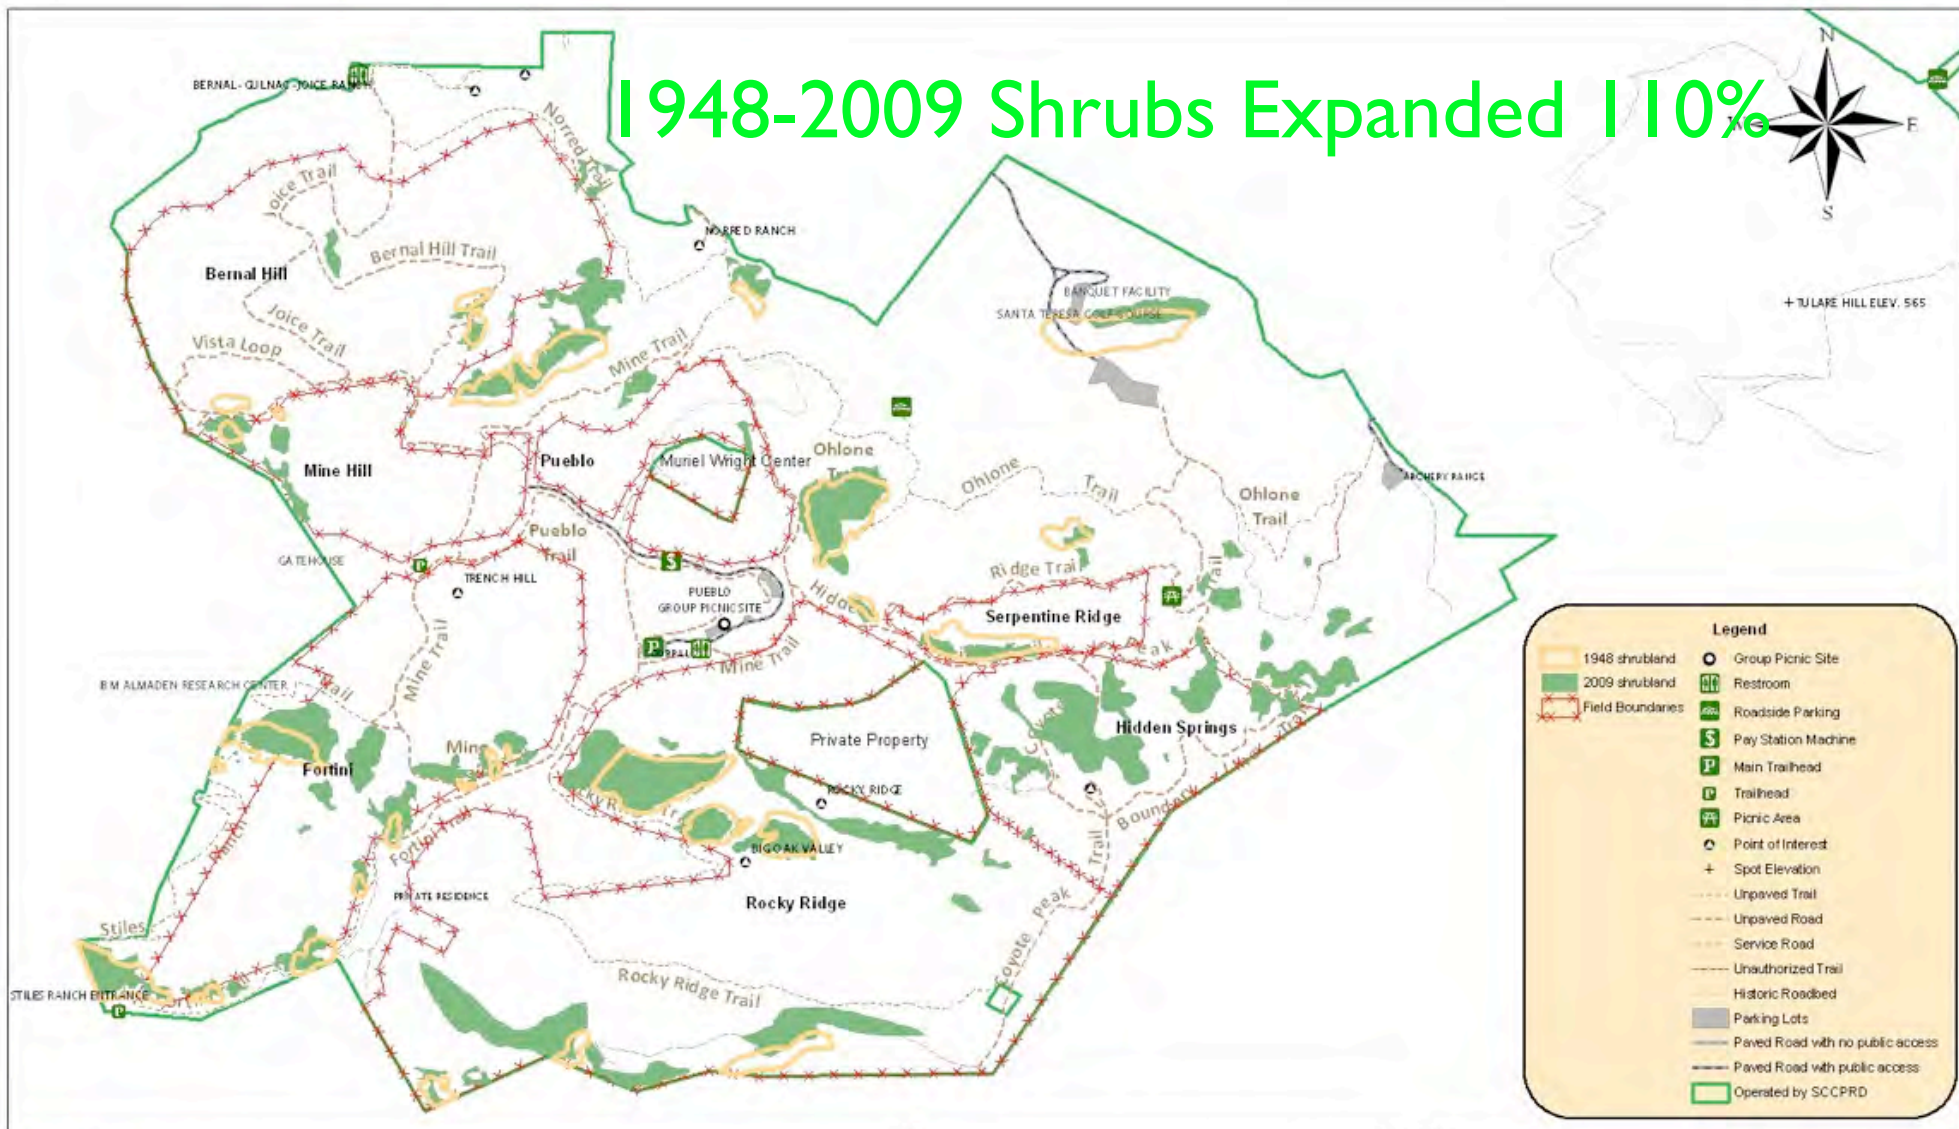 1948-2009 Shrubs Expanded 110%
N
W
E
S
BERNAL-GULNAC-JOICE RANCH
Norred Trail
Joice Trail
NORRED RANCH
Bernal Hill Trail
Bernal Hill
BANQUET FACILITY
SANTA TERESA GOLF COURSE
+ TULARE HILL ELEV. 565
Joice Trail
Vista Loop
Mine Trail
Mine Hill
Pueblo
Muriel Wright Center
Ohlone
Ohlone
Trail
Ohlone
Trail
ARCHERY RANGE
Pueblo
Trail
GATEHOUSE
TRENCH HILL
PUEBLO
GROUP PICNIC SITE
Ridge Trail
Serpentine Ridge
Peak
Trail
Mine Trail
Mine Trail
IBM ALMADEN RESEARCH CENTER
Trail
Hidden Springs
Private Property
Coyote
Fortini
Mine
ROCKY RIDGE
Boundary
Trail
Fortini Trail
BIG OAK VALLEY
PRIVATE RESIDENCE
Rocky Ridge
Coyote Peak
Stiles
STILES RANCH ENTRANCE
Rocky Ridge Trail
Legend
1948 shrubland
2009 shrubland
Field Boundaries
Group Picnic Site
Restroom
Roadside Parking
$ Pay Station Machine
P Main Trailhead
P Trailhead
Picnic Area
Point of Interest
Spot Elevation
Unpaved Trail
Unpaved Road
Service Road
Unauthorized Trail
Historic Roadbed
Parking Lots
Paved Road with no public access
Paved Road with public access
Operated by SCCPRD